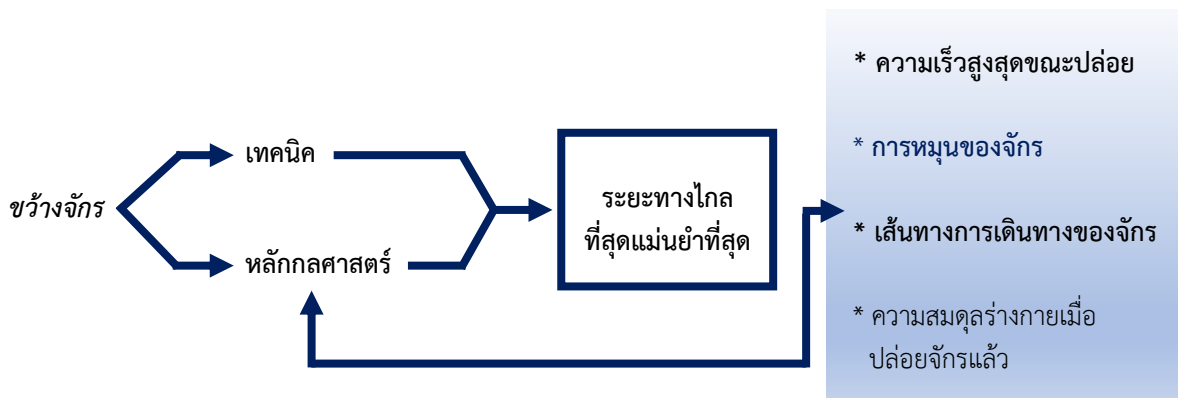 ขว้างจักร
เทคนิค
หลักกลศาสตร์
ระยะทางไกล
ที่สุดแม่นยำที่สุด
* ความเร็วสูงสุดขณะปล่อย
* การหมุนของจักร
* เส้นทางการเดินทางของจักร
* ความสมดุลร่างกายเมื่อ
ปล่อยจักรแล้ว